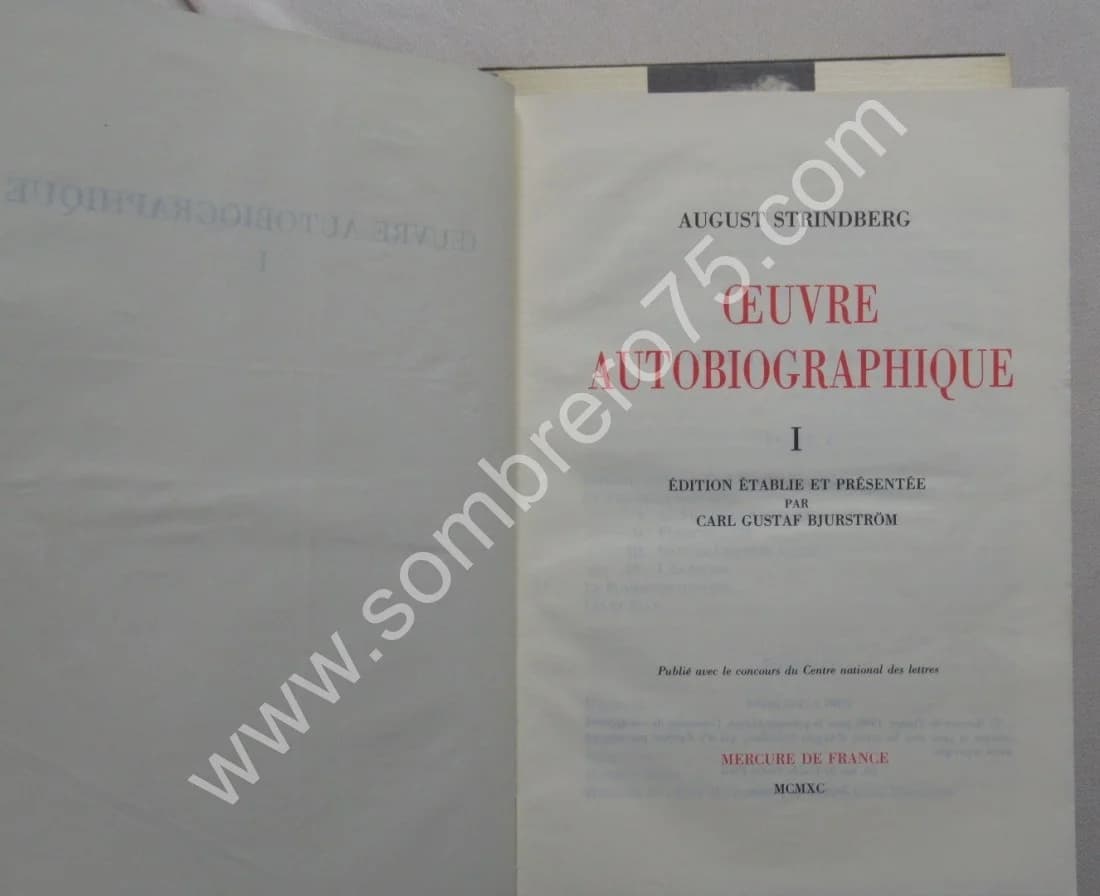 ŒUVRE AUTOBIOGRAPHIQUE
I
AUGUST STRINDBERG
ŒUVRE
AUTOBIOGRAPHIQUE
I
ÉDITION ÉTABLIE ET PRÉSENTÉE
PAR
CARL GUSTAF BJURSTRÖM
Publié avec le concours du Centre national des lettres
MERCURE DE FRANCE
MCMXC
www.sombrero75.com